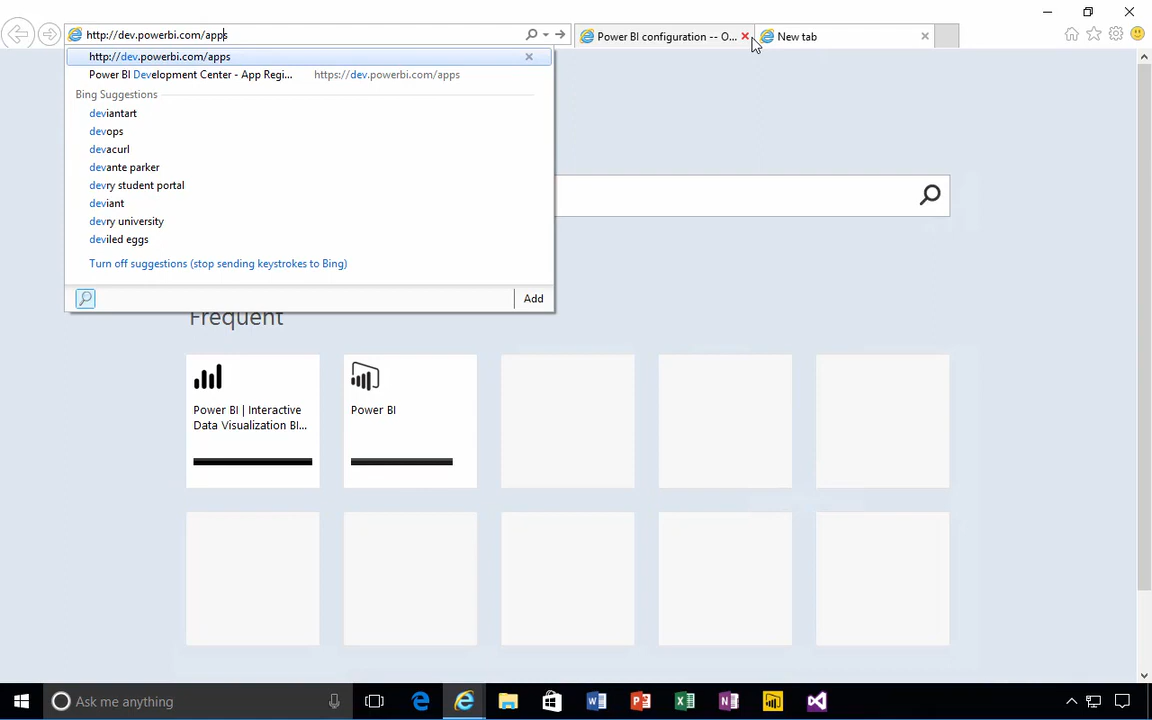 http://dev.powerbi.com/apps
Power BI configuration -- O...
New tab
http://dev.powerbi.com/apps
Power BI Development Center - App Regi... https://dev.powerbi.com/apps
Bing Suggestions
deviantart
devops
devacurl
devante parker
devry student portal
deviant
devry university
deviled eggs
Turn off suggestions (stop sending keystrokes to Bing)
Add
Frequent
Power BI | Interactive
Data Visualization BI...
Power BI
Ask me anything